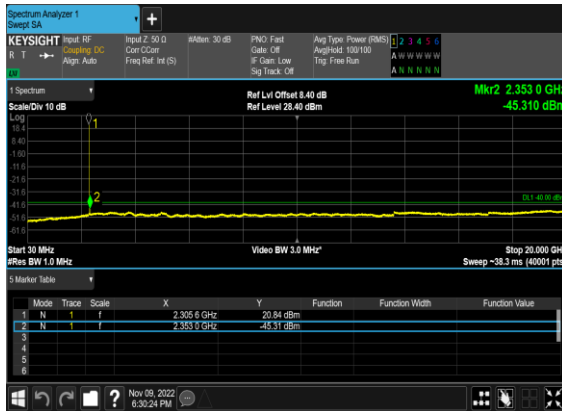 Spectrum Analyzer 1
Swept SA
+
KEYSIGHT Input: RF Input Z: 50 Ω #Atten: 30 dB PNO: Fast Avg Type: Power (RMS) 1 2 3 4 5 6
R T Coupling: DC Corr CCorr Gate: Off Avg|Hold: 100/100 A W W W W W
Align: Auto Freq Ref: Int (S) IF Gain: Low Trig: Free Run
LXI Sig Track: Off A N N N N N
1 Spectrum Ref Lvl Offset 8.40 dB Mkr2 2.353 0 GHz
Scale/Div 10 dB Ref Level 28.40 dBm -45.310 dBm
Log
18.4
8.40
-1.60
-11.6
-21.6
-31.6
-41.6
-51.6
-61.6
1
2
DL1 -40.00 dB
Start 30 MHz Video BW 3.0 MHz* Stop 20.000 GH
#Res BW 1.0 MHz Sweep ~38.3 ms (40001 pts
5 Marker Table
Mode Trace Scale X Y Function Function Width Function Value
1 N 1 f 2.305 6 GHz 20.84 dBm
2 N 1 f 2.353 0 GHz -45.31 dBm
3
4
5
6
? Nov 09, 2022
6:30:24 PM